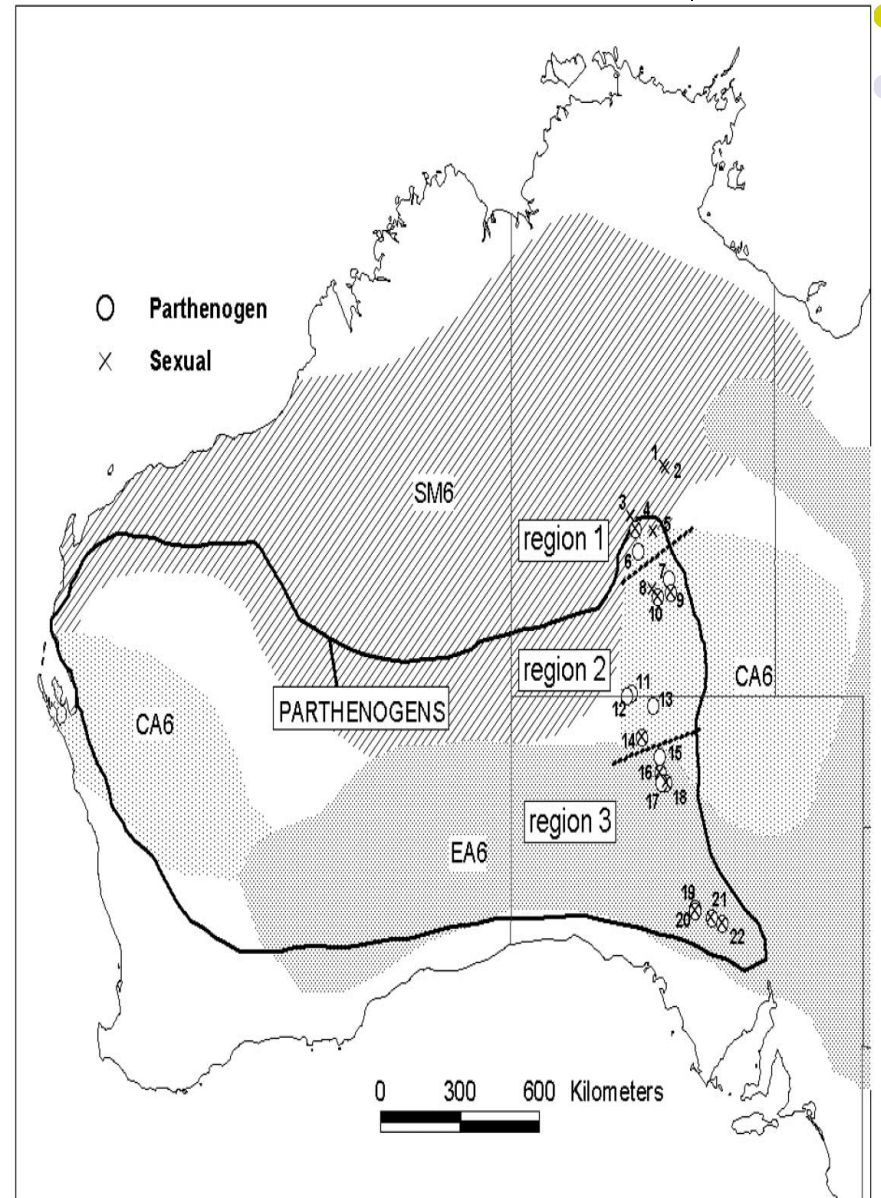 Parthenogen
Sexual
1
2
SM6
3
4
5
region 1
6
7
8
9
10
region 2
11
CA6
12
13
PARTHENOGENS
CA6
14
15
16
17
18
region 3
EA6
19
21
20
22
0 300 600 Kilometers